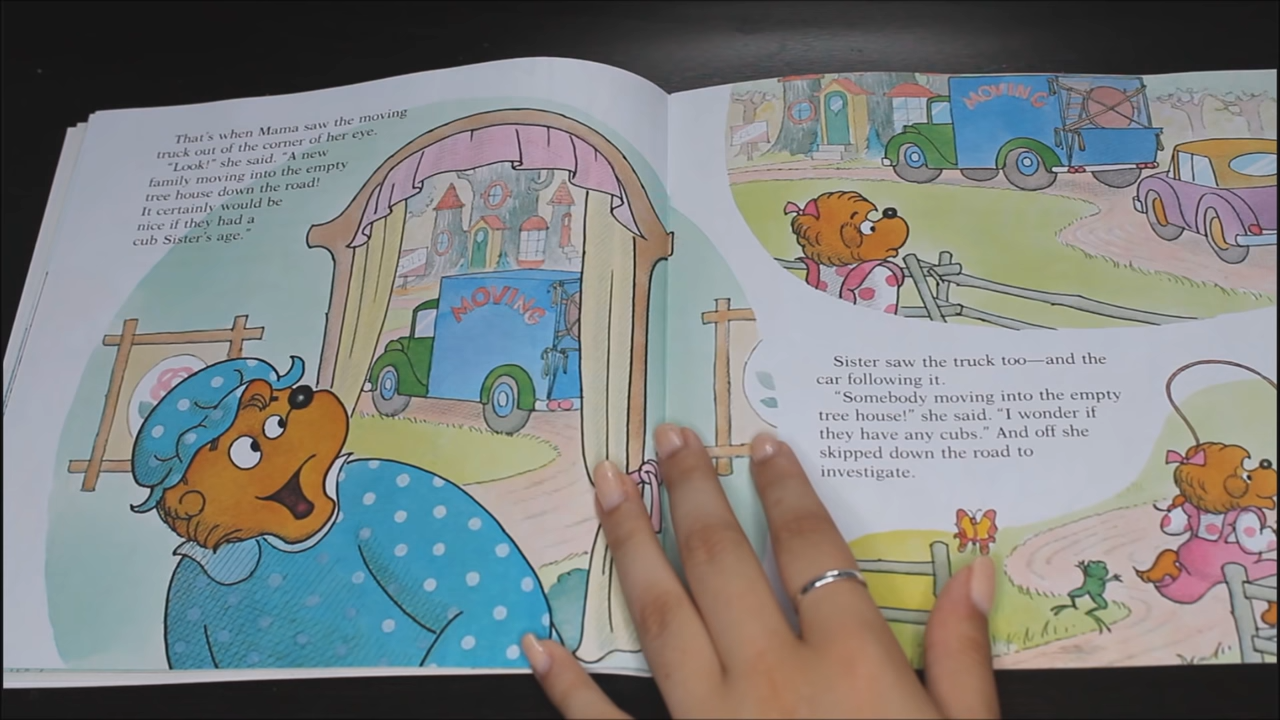 That's when Mama saw the moving
truck out of the corner of her eye.
"Look!" she said. "A new
family moving into the empty
tree house down the road!
It certainly would be
nice if they had a
cub Sister's age."
SOLD
MOVING
MOVING
Sister saw the truck too—and the
car following it.
"Somebody moving into the empty
tree house!" she said. "I wonder if
they have any cubs." And off she
skipped down the road to
investigate.